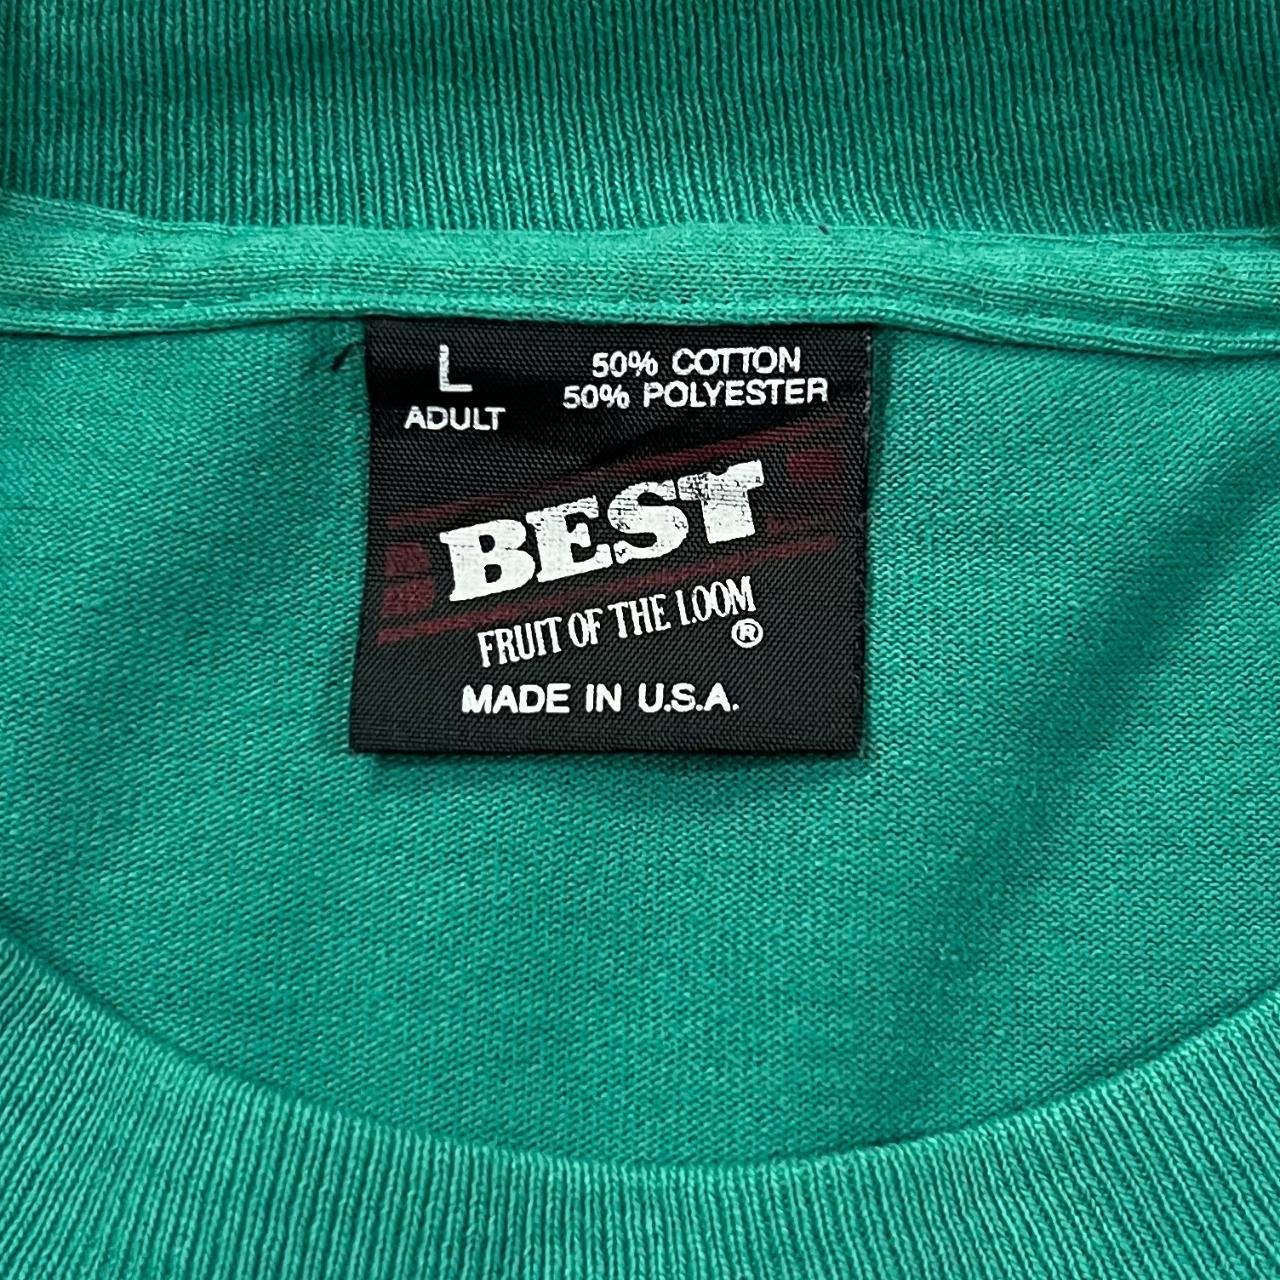 L
ADULT
50% COTTON
50% POLYESTER
BEST
FRUIT OF THE LOOM
®
MADE IN U.S.A.